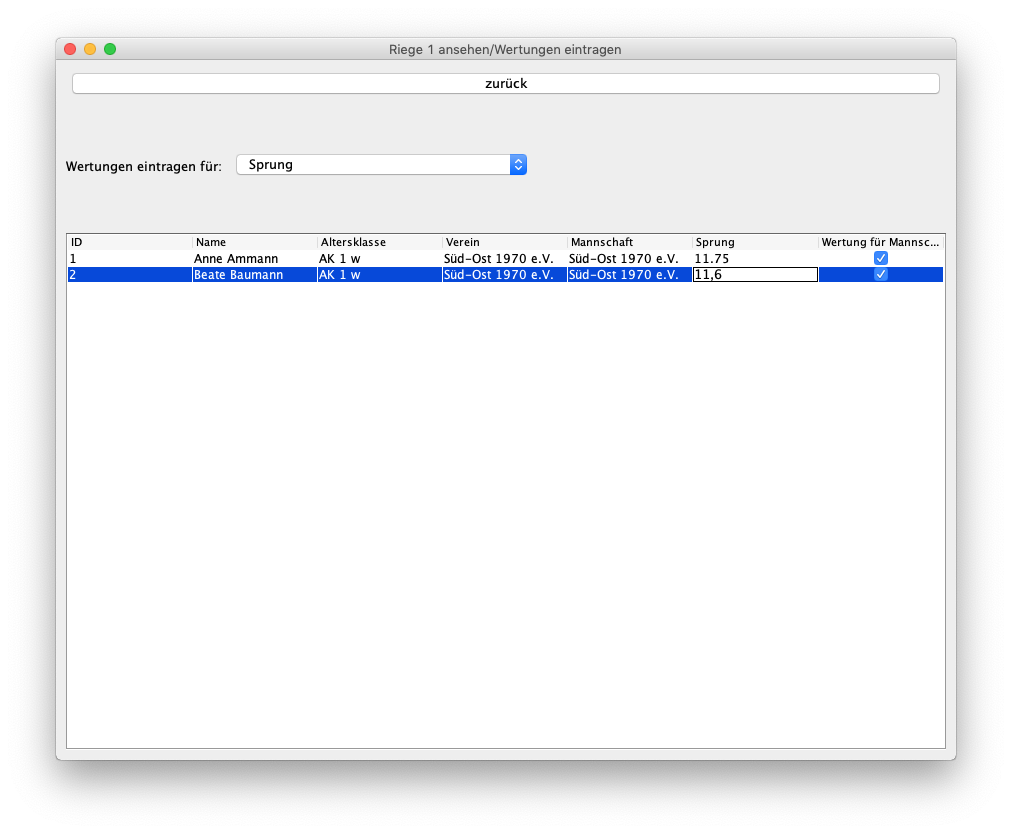 Riege 1 ansehen/Wertungen eintragen
zurück
Wertungen eintragen für: Sprung
ID Name Altersklasse Verein Mannschaft Sprung Wertung für Mannsc...
1 Anne Ammann AK 1 w Süd-Ost 1970 e.V. Süd-Ost 1970 e.V. 11.75
2 Beate Baumann AK 1 w Süd-Ost 1970 e.V. Süd-Ost 1970 e.V. 11,6